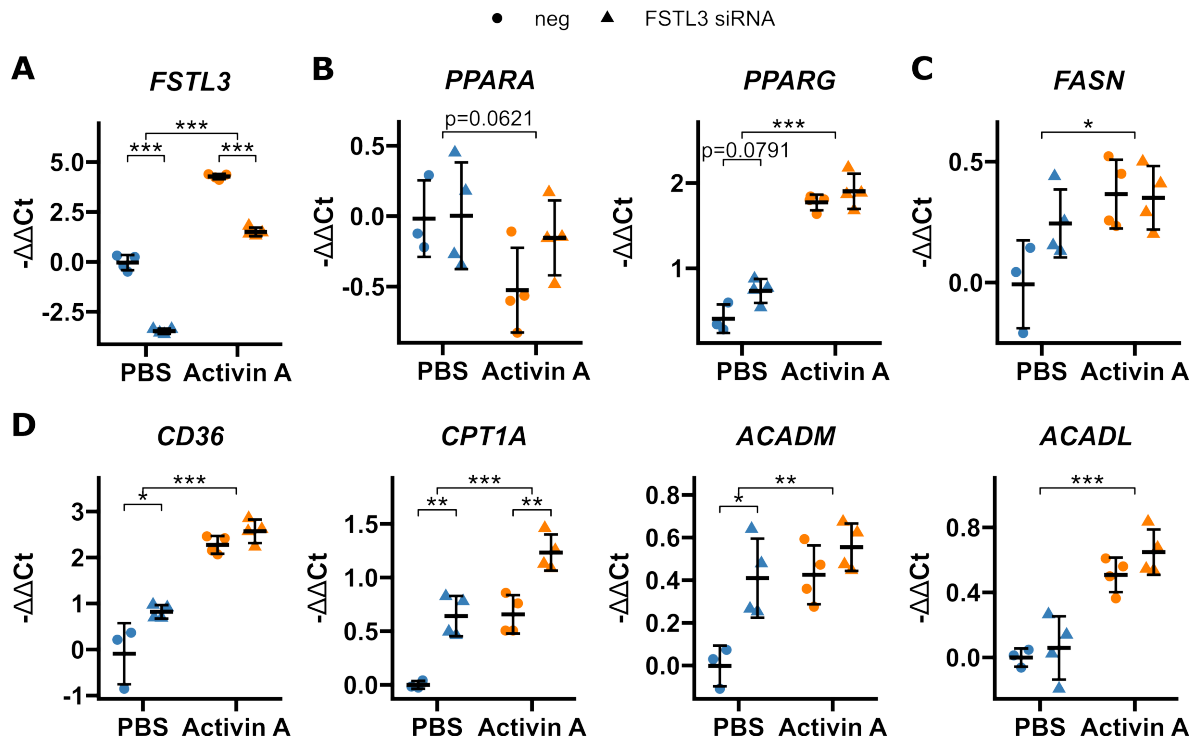 neg FSTL3 siRNA
A
FSTL3
-ΔΔCt
5.0
2.5
0.0
-2.5
***
***
***
PBS Activin A
B
PPARA
-ΔΔCt
0.5
0.0
-0.5
p=0.0621
PBS Activin A
PPARG
-ΔΔCt
2
1
***
p=0.0791
PBS Activin A
C
FASN
-ΔΔCt
0.5
0.0
*
PBS Activin A
D
CD36
-ΔΔCt
3
2
1
0
-1
***
*
PBS Activin A
CPT1A
-ΔΔCt
1.5
1.0
0.5
0.0
***
**
**
PBS Activin A
ACADM
-ΔΔCt
0.8
0.6
0.4
0.2
0.0
**
*
PBS Activin A
ACADL
-ΔΔCt
0.8
0.4
0.0
***
PBS Activin A